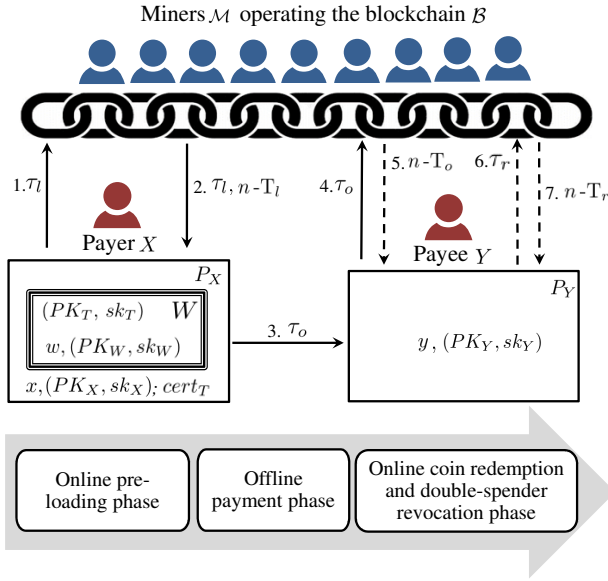 Miners ℳ operating the blockchain ℬ
1.τ_l
2. τ_l, n-T_l
4.τ_o
5. n-T_o
6.τ_r
7. n-T_r
Payer X
Payee Y
P_X
(PK_T, sk_T) W
w,(PK_W, sk_W)
x,(PK_X, sk_X); cert_T
3. τ_o
P_Y
y, (PK_Y, sk_Y)
Online pre-
loading phase
Offline
payment phase
Online coin redemption
and double-spender
revocation phase